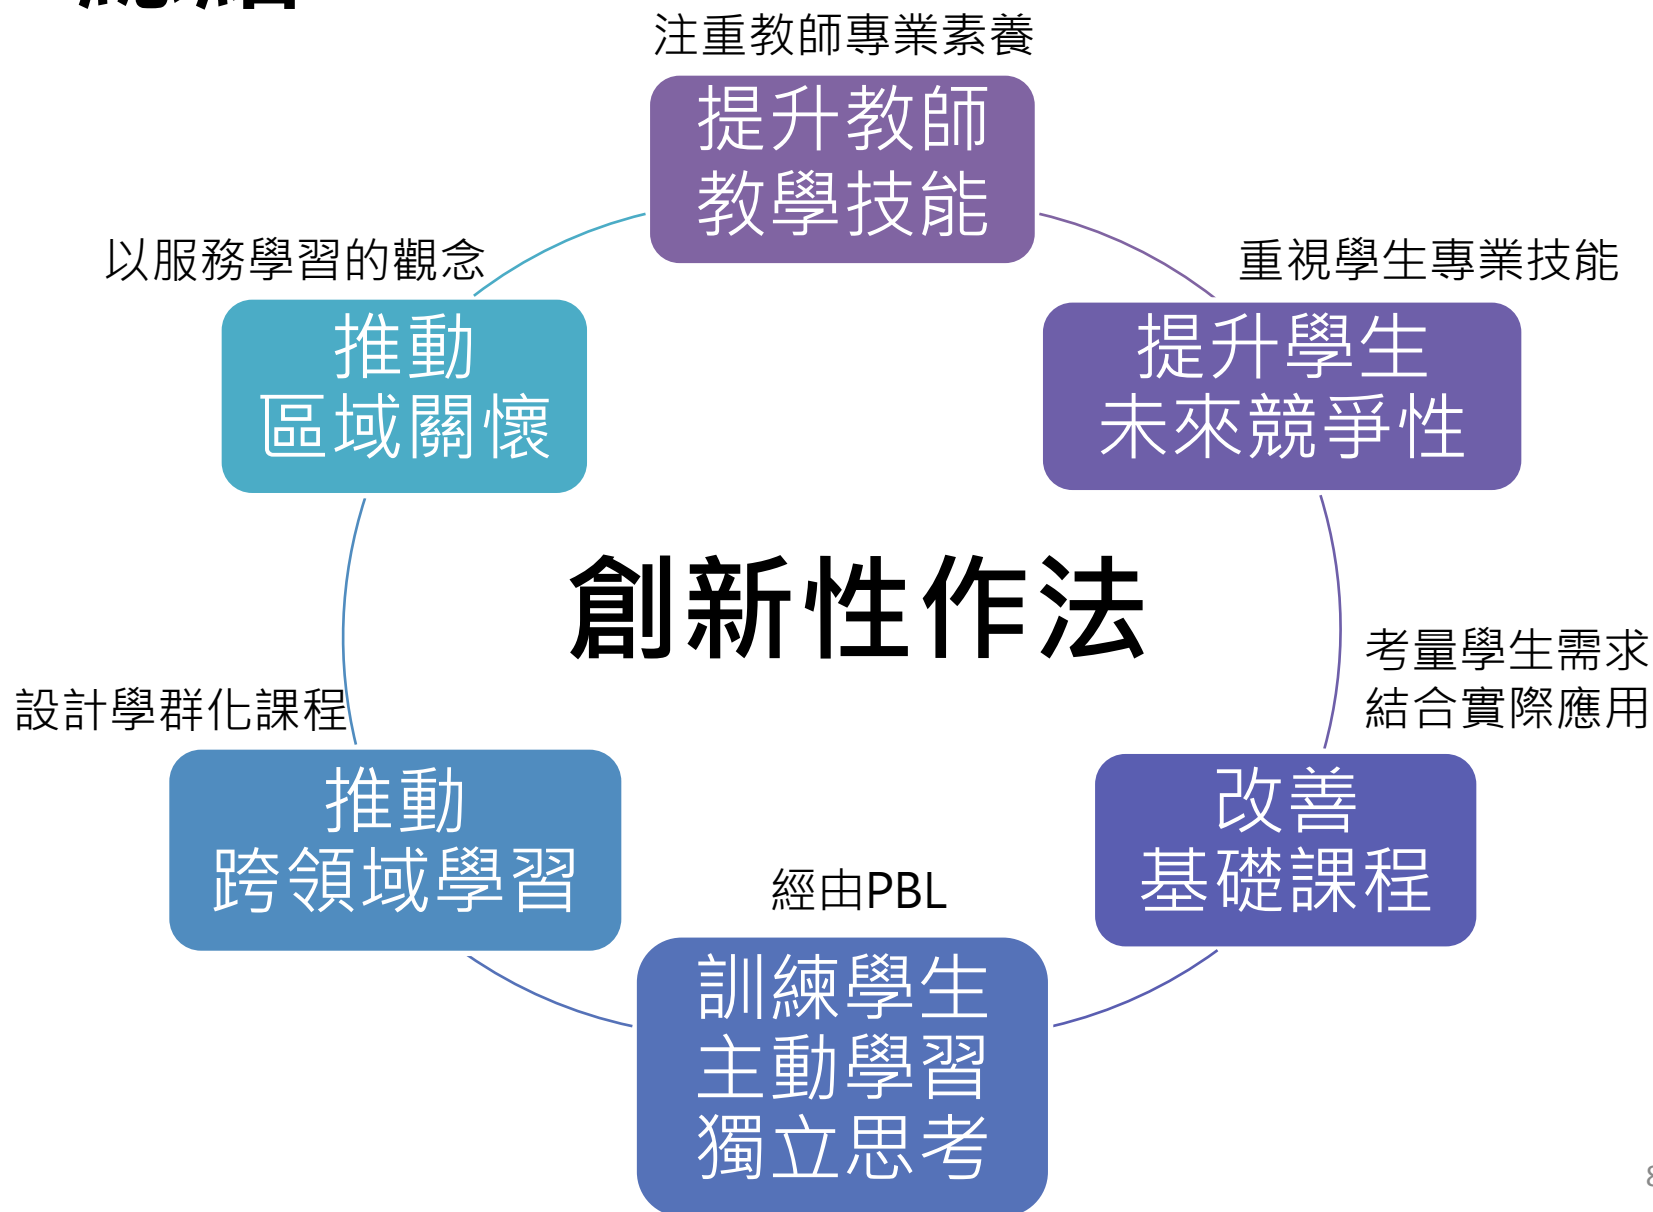 注重教師專業素養
提升教師
教學技能
重視學生專業技能
提升學生
未來競爭性
考量學生需求
結合實際應用
改善
基礎課程
經由PBL
訓練學生
主動學習
獨立思考
設計學群化課程
推動
跨領域學習
以服務學習的觀念
推動
區域關懷
創新性作法